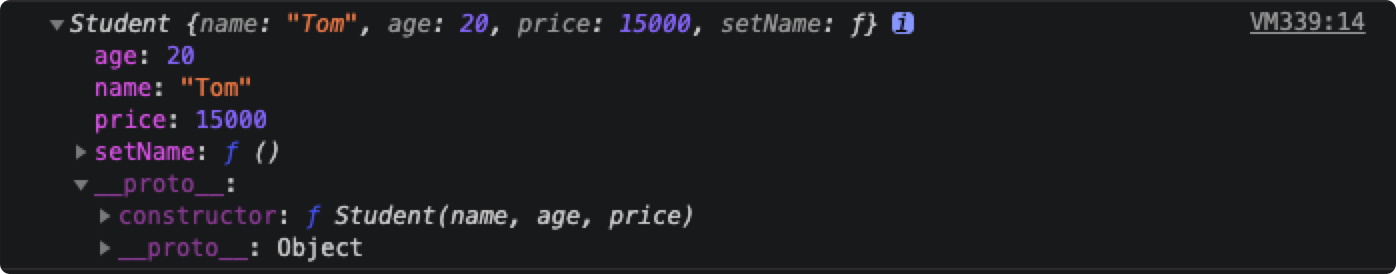 ▼Student {name: "Tom", age: 20, price: 15000, setName: ƒ} i VM339:14
age: 20
name: "Tom"
price: 15000
▶setName: ƒ ()
▼__proto__:
▶constructor: ƒ Student(name, age, price)
▶__proto__: Object